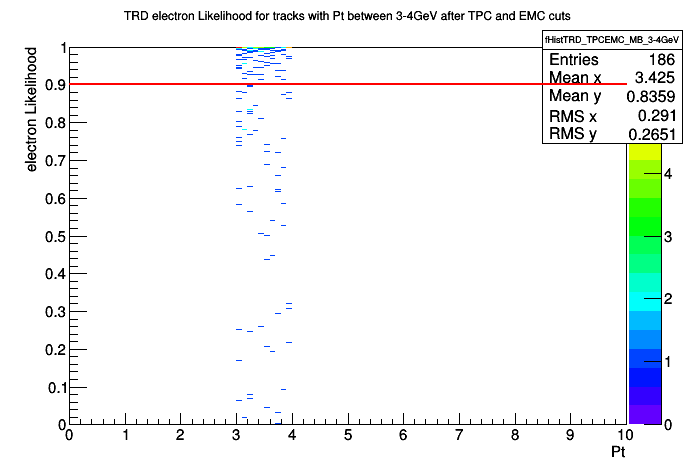 TRD electron Likelihood for tracks with Pt between 3-4GeV after TPC and EMC cuts
fHistTRD_TPCEMC_MB_3-4GeV
Entries 186
Mean x 3.425
Mean y 0.8359
RMS x 0.291
RMS y 0.2651
electron Likelihood
1
0.9
0.8
0.7
0.6
0.5
0.4
0.3
0.2
0.1
0
0 1 2 3 4 5 6 7 8 9 10
Pt
4
3
2
1
0